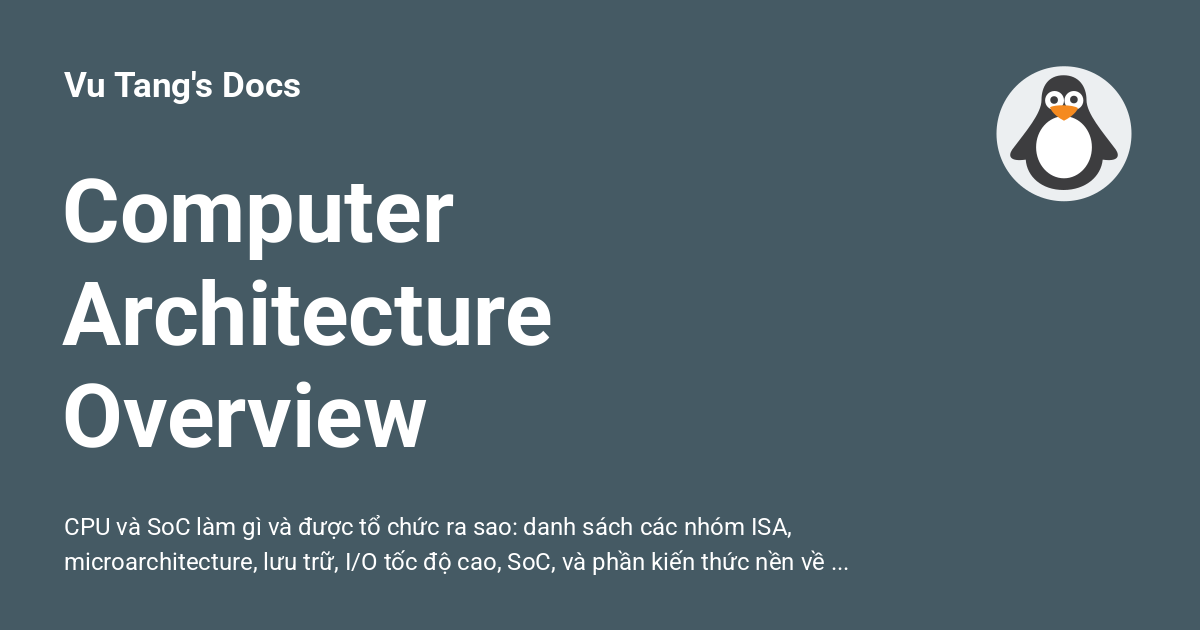 Vu Tang's Docs
Computer
Architecture
Overview
CPU và SoC làm gì và được tổ chức ra sao: danh sách các nhóm ISA,
microarchitecture, lưu trữ, I/O tốc độ cao, SoC, và phần kiến thức nền về ...